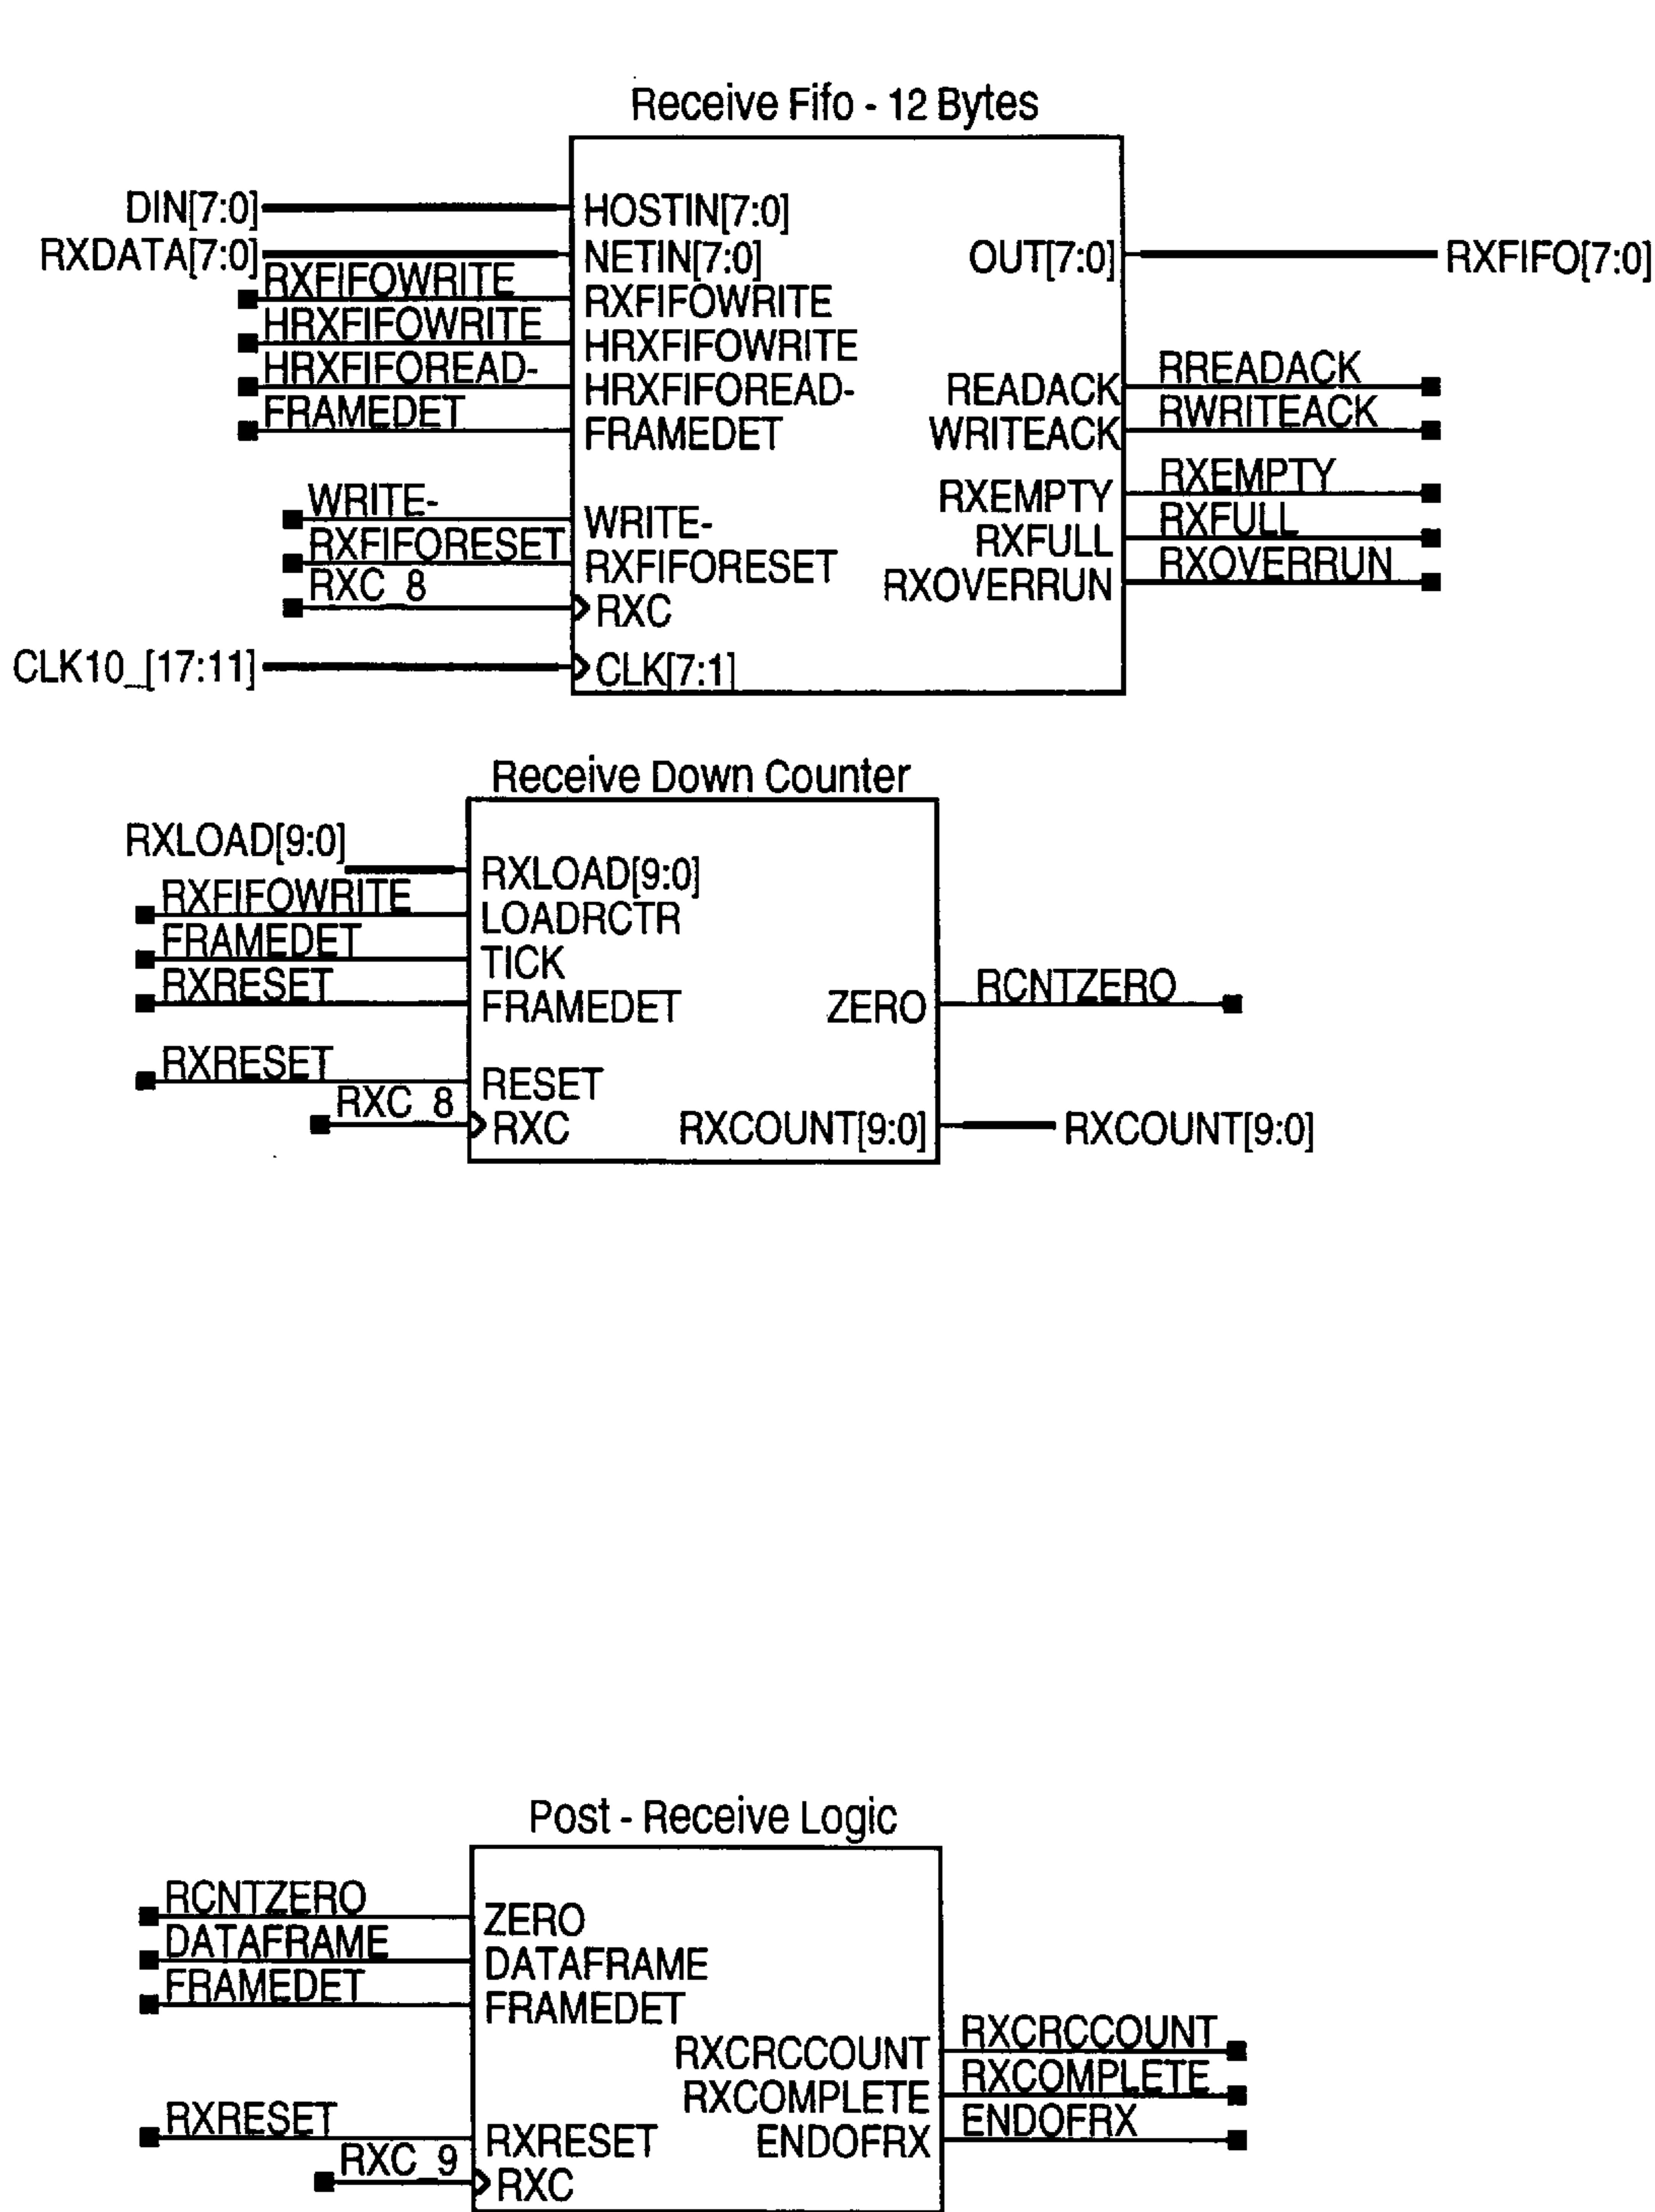 Receive Fifo - 12 Bytes
DIN[7:0]
HOSTIN[7:0]
RXDATA[7:0]
NETIN[7:0]
OUT[7:0]
RXFIFO[7:0]
RXFIFOWRITE
RXFIFOWRITE
HRXFIFOWRITE
HRXFIFOWRITE
HRXFIFOREAD-
HRXFIFOREAD-
READACK
RREADACK
FRAMEDET
FRAMEDET
WRITEACK
RWRITEACK
RXEMPTY
RXEMPTY
WRITE-
WRITE-
RXFULL
RXFULL
RXFIFORESET
RXFIFORESET
RXOVERRUN
RXOVERRUN
RXC_8
RXC
CLK10_[17:11]
CLK[7:1]
Receive Down Counter
RXLOAD[9:0]
RXLOAD[9:0]
RXFIFOWRITE
LOADRCTR
FRAMEDET
TICK
RXRESET
FRAMEDET
ZERO
RCNTZERO
RXRESET
RESET
RXC_8
RXC
RXCOUNT[9:0]
RXCOUNT[9:0]
Post - Receive Logic
RCNTZERO
ZERO
DATAFRAME
DATAFRAME
FRAMEDET
FRAMEDET
RXCRCCOUNT
RXCRCCOUNT
RXCOMPLETE
RXCOMPLETE
RXRESET
RXRESET
ENDOFRX
ENDOFRX
RXC_9
RXC